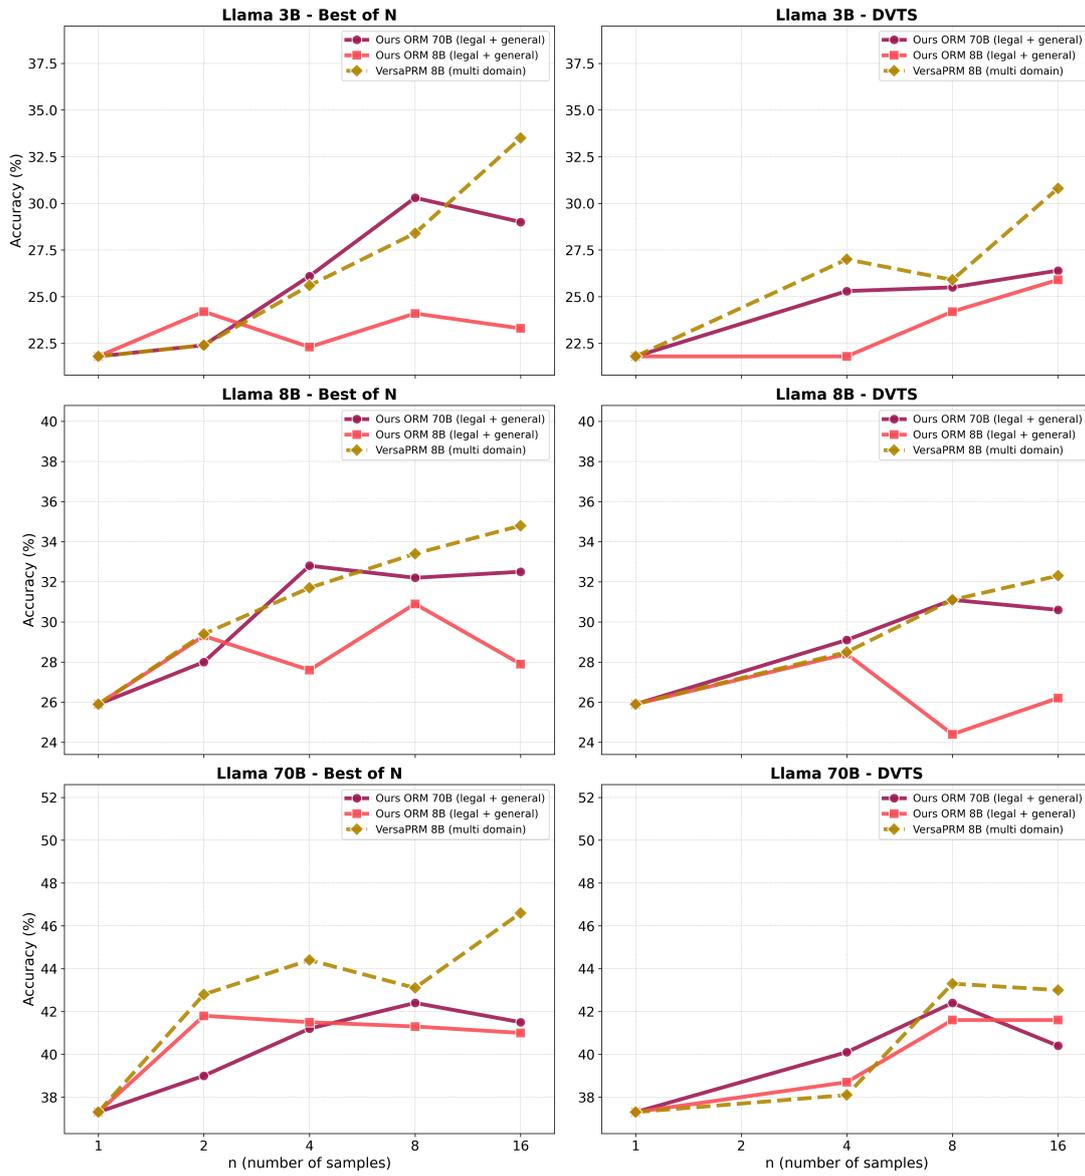 Llama 3B - Best of N
Ours ORM 70B (legal + general)
Ours ORM 8B (legal + general)
VersaPRM 8B (multi domain)
Accuracy (%)
37.5
35.0
32.5
30.0
27.5
25.0
22.5
Llama 3B - DVTS
Ours ORM 70B (legal + general)
Ours ORM 8B (legal + general)
VersaPRM 8B (multi domain)
37.5
35.0
32.5
30.0
27.5
25.0
22.5
Llama 8B - Best of N
Ours ORM 70B (legal + general)
Ours ORM 8B (legal + general)
VersaPRM 8B (multi domain)
Accuracy (%)
40
38
36
34
32
30
28
26
24
Llama 8B - DVTS
Ours ORM 70B (legal + general)
Ours ORM 8B (legal + general)
VersaPRM 8B (multi domain)
40
38
36
34
32
30
28
26
24
Llama 70B - Best of N
Ours ORM 70B (legal + general)
Ours ORM 8B (legal + general)
VersaPRM 8B (multi domain)
Accuracy (%)
52
50
48
46
44
42
40
38
1 2 4 8 16
n (number of samples)
Llama 70B - DVTS
Ours ORM 70B (legal + general)
Ours ORM 8B (legal + general)
VersaPRM 8B (multi domain)
52
50
48
46
44
42
40
38
1 2 4 8 16
n (number of samples)